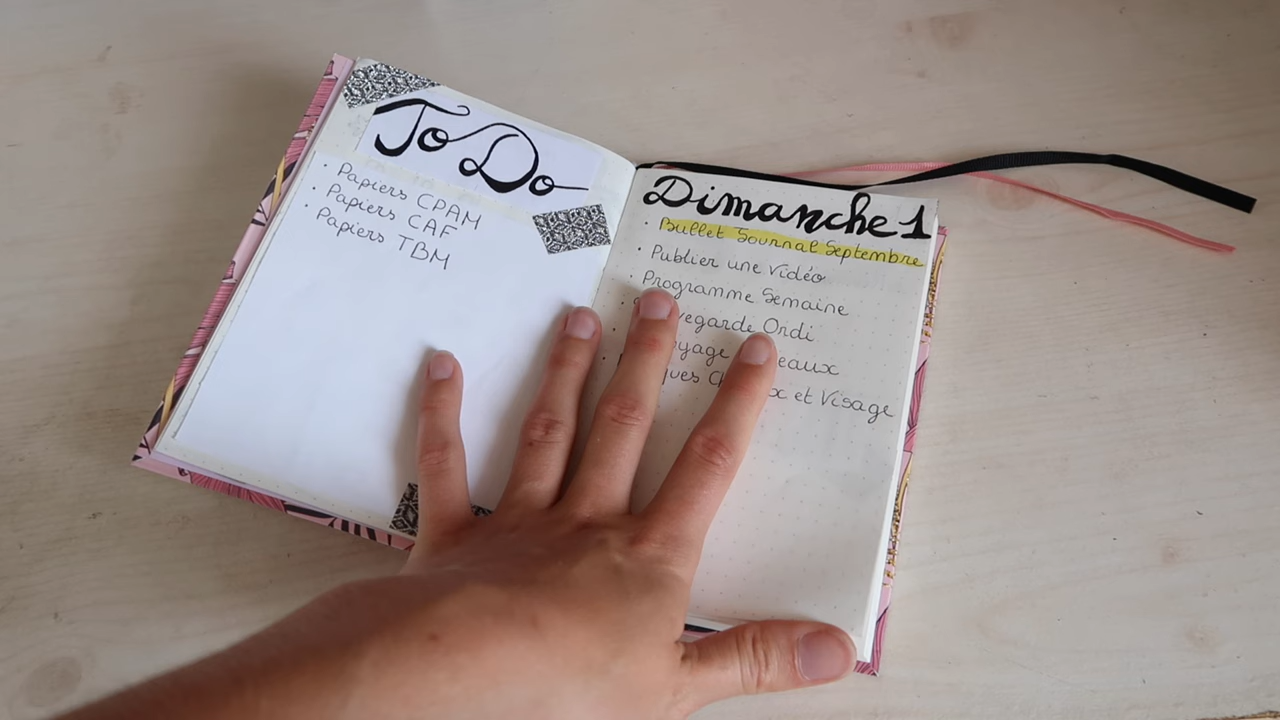 To Do
· Papiers CPAM
· Papiers CAF
· Papiers TBM
Dimanche 1
· Bullet Journal Septembre
· Publier une vidéo
· Programme Semaine
· Ordi
·
· et Visage